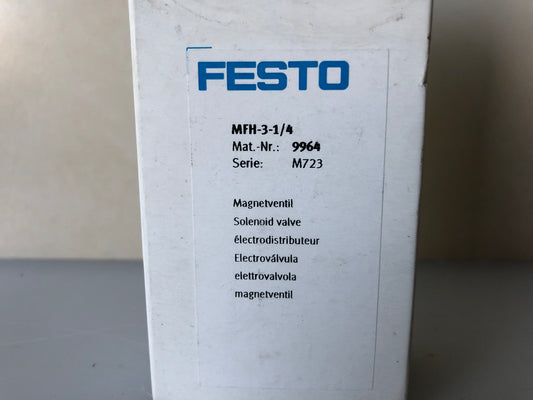 FESTO
MFH-3-1/4
Mat.-Nr.: 9964
Serie: M723
Magnetventil
Solenoid valve
électrodistributeur
Electroválvula
elettrovalvola
magnetventil